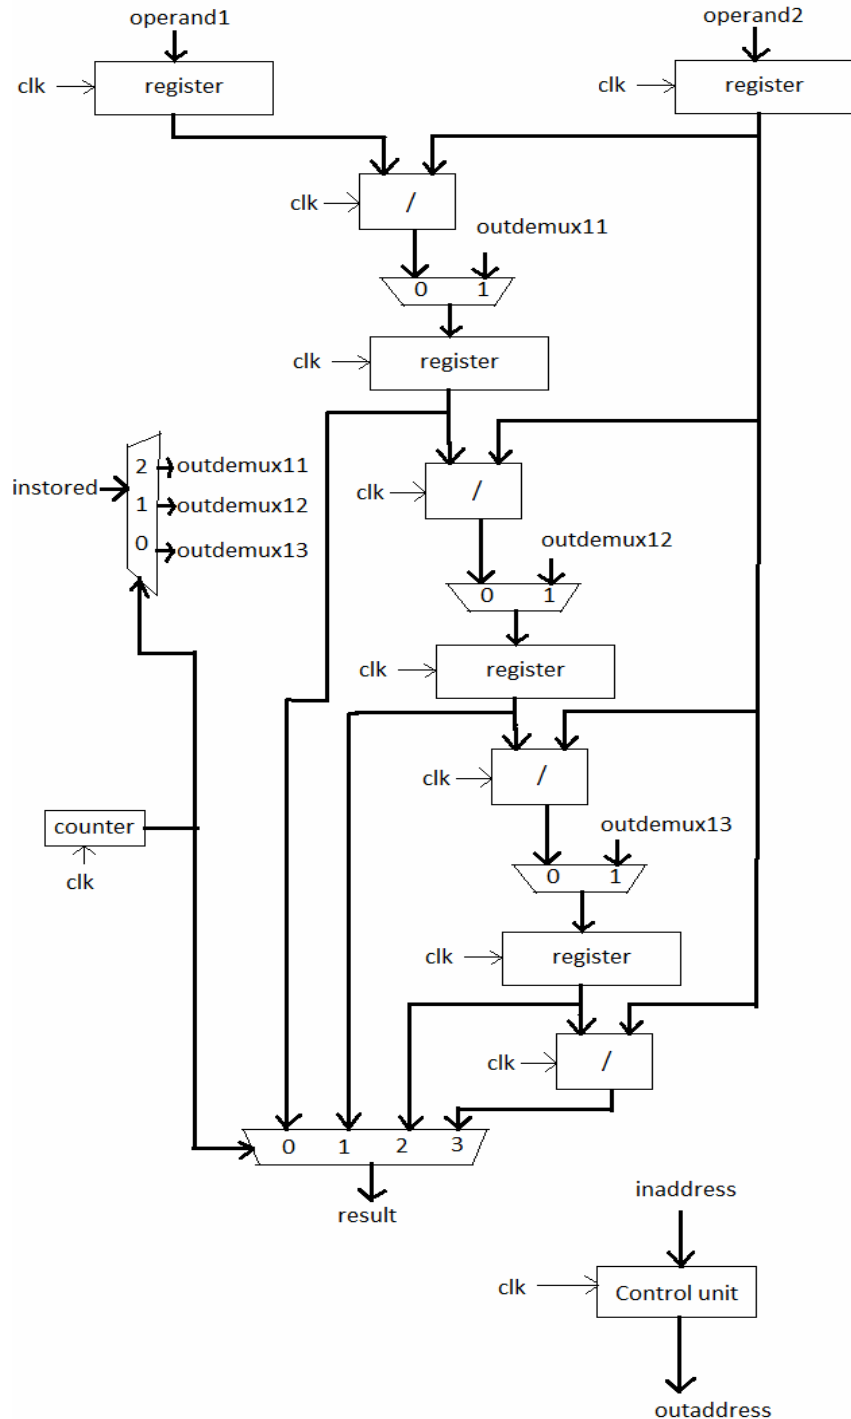 operand1
operand2
clk
register
clk
register
clk
/
outdemux11
0
1
clk
register
2
outdemux11
instored
1
outdemux12
0
outdemux13
clk
/
outdemux12
0
1
clk
register
clk
/
counter
clk
outdemux13
0
1
clk
register
clk
/
0
1
2
3
result
inaddress
clk
Control unit
outaddress